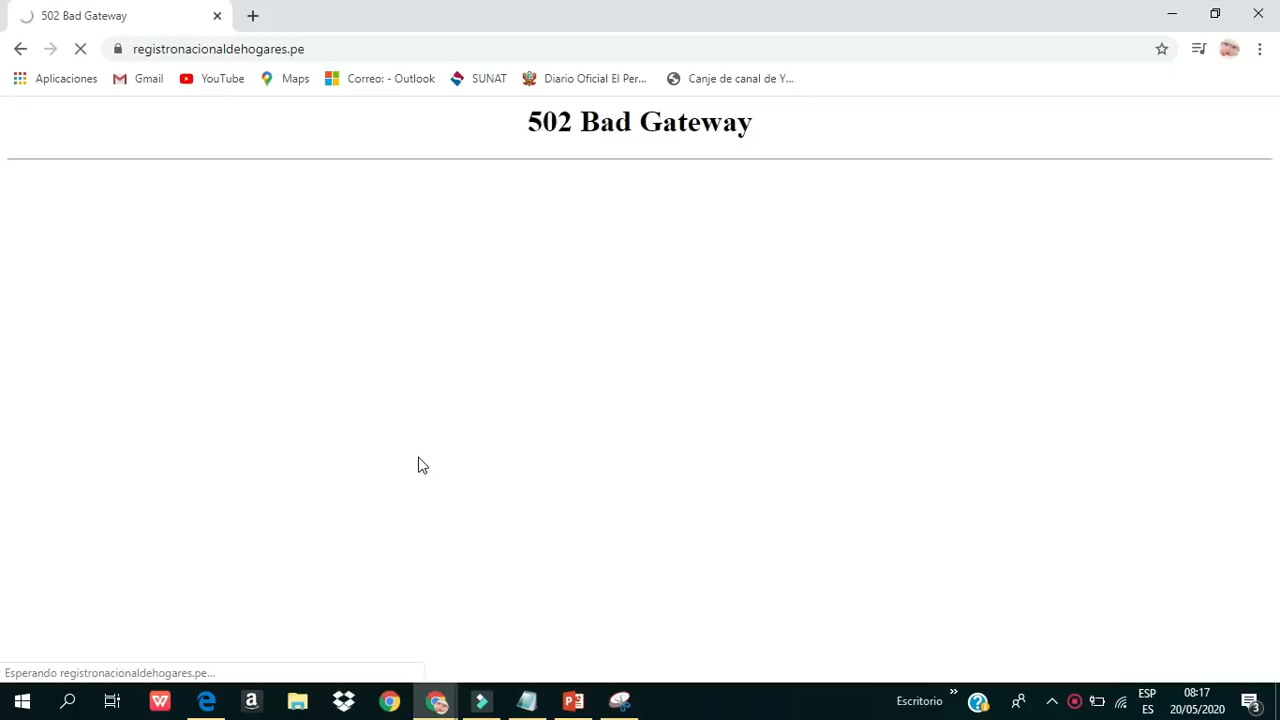 502 Bad Gateway
registronacionaldehogares.pe
Aplicaciones Gmail YouTube Maps Correo: - Outlook SUNAT Diario Oficial El Per... Canje de canal de Y...
502 Bad Gateway
Esperando registronacionaldehogares.pe...
Escritorio
ESP
ES
08:17
20/05/2020
3